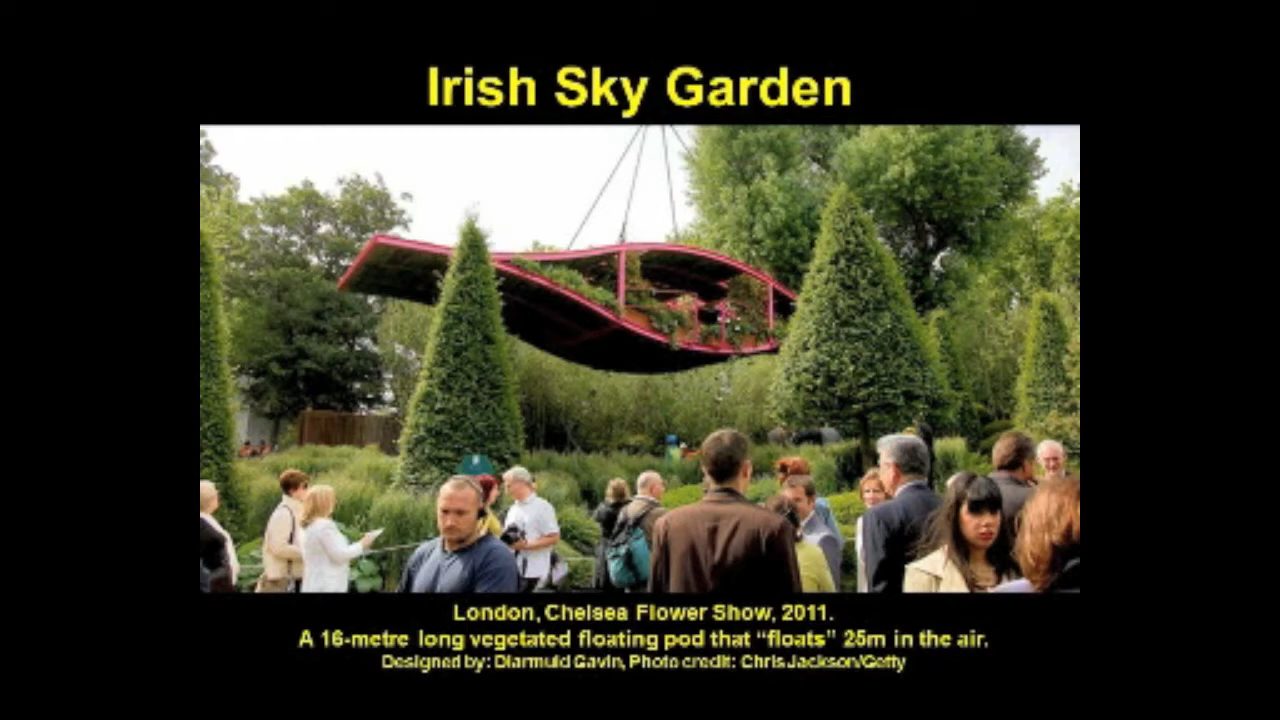 Irish Sky Garden
London, Chelsea Flower Show, 2011.
A 16-metre long vegetated floating pod that “floats” 25m in the air.
Designed by: Diarmuid Gavin, Photo credit: Chris Jackson/Getty